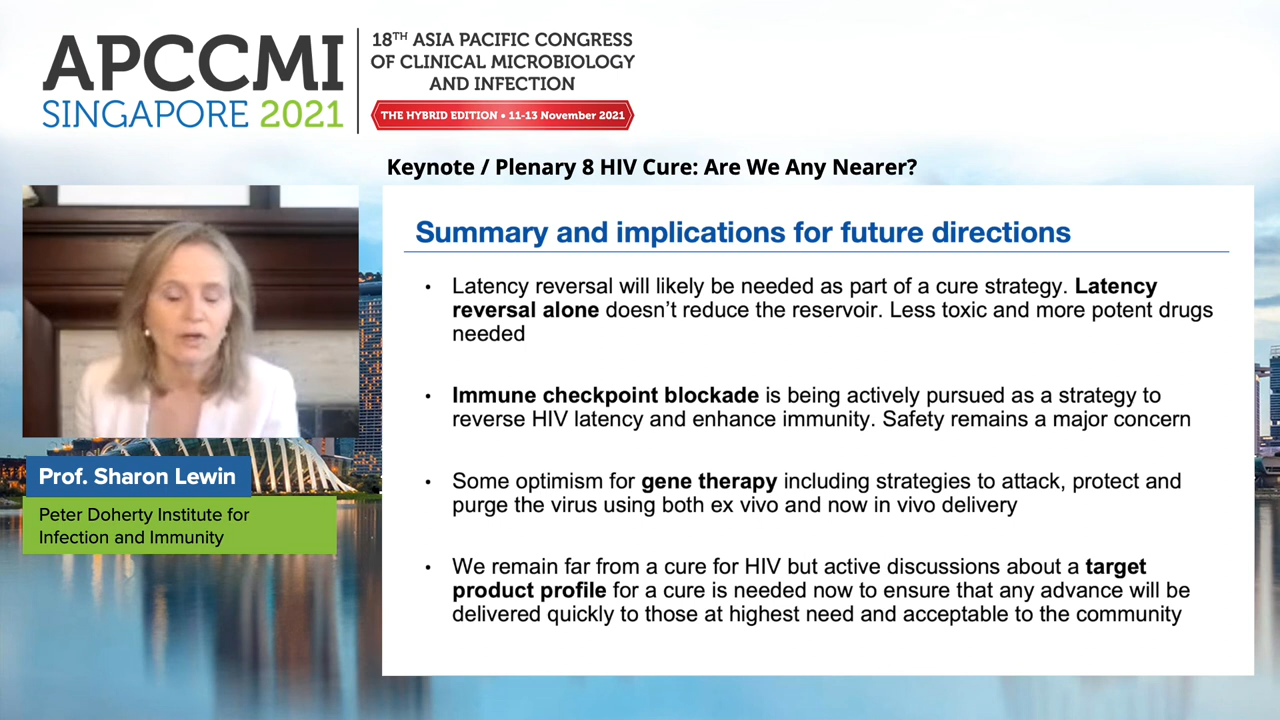 APCCMI
SINGAPORE 2021
18TH ASIA PACIFIC CONGRESS
OF CLINICAL MICROBIOLOGY
AND INFECTION
THE HYBRID EDITION • 11-13 November 2021
Keynote / Plenary 8 HIV Cure: Are We Any Nearer?
Summary and implications for future directions
• Latency reversal will likely be needed as part of a cure strategy. Latency
reversal alone doesn’t reduce the reservoir. Less toxic and more potent drugs
needed
• Immune checkpoint blockade is being actively pursued as a strategy to
reverse HIV latency and enhance immunity. Safety remains a major concern
• Some optimism for gene therapy including strategies to attack, protect and
purge the virus using both ex vivo and now in vivo delivery
• We remain far from a cure for HIV but active discussions about a target
product profile for a cure is needed now to ensure that any advance will be
delivered quickly to those at highest need and acceptable to the community
Prof. Sharon Lewin
Peter Doherty Institute for
Infection and Immunity